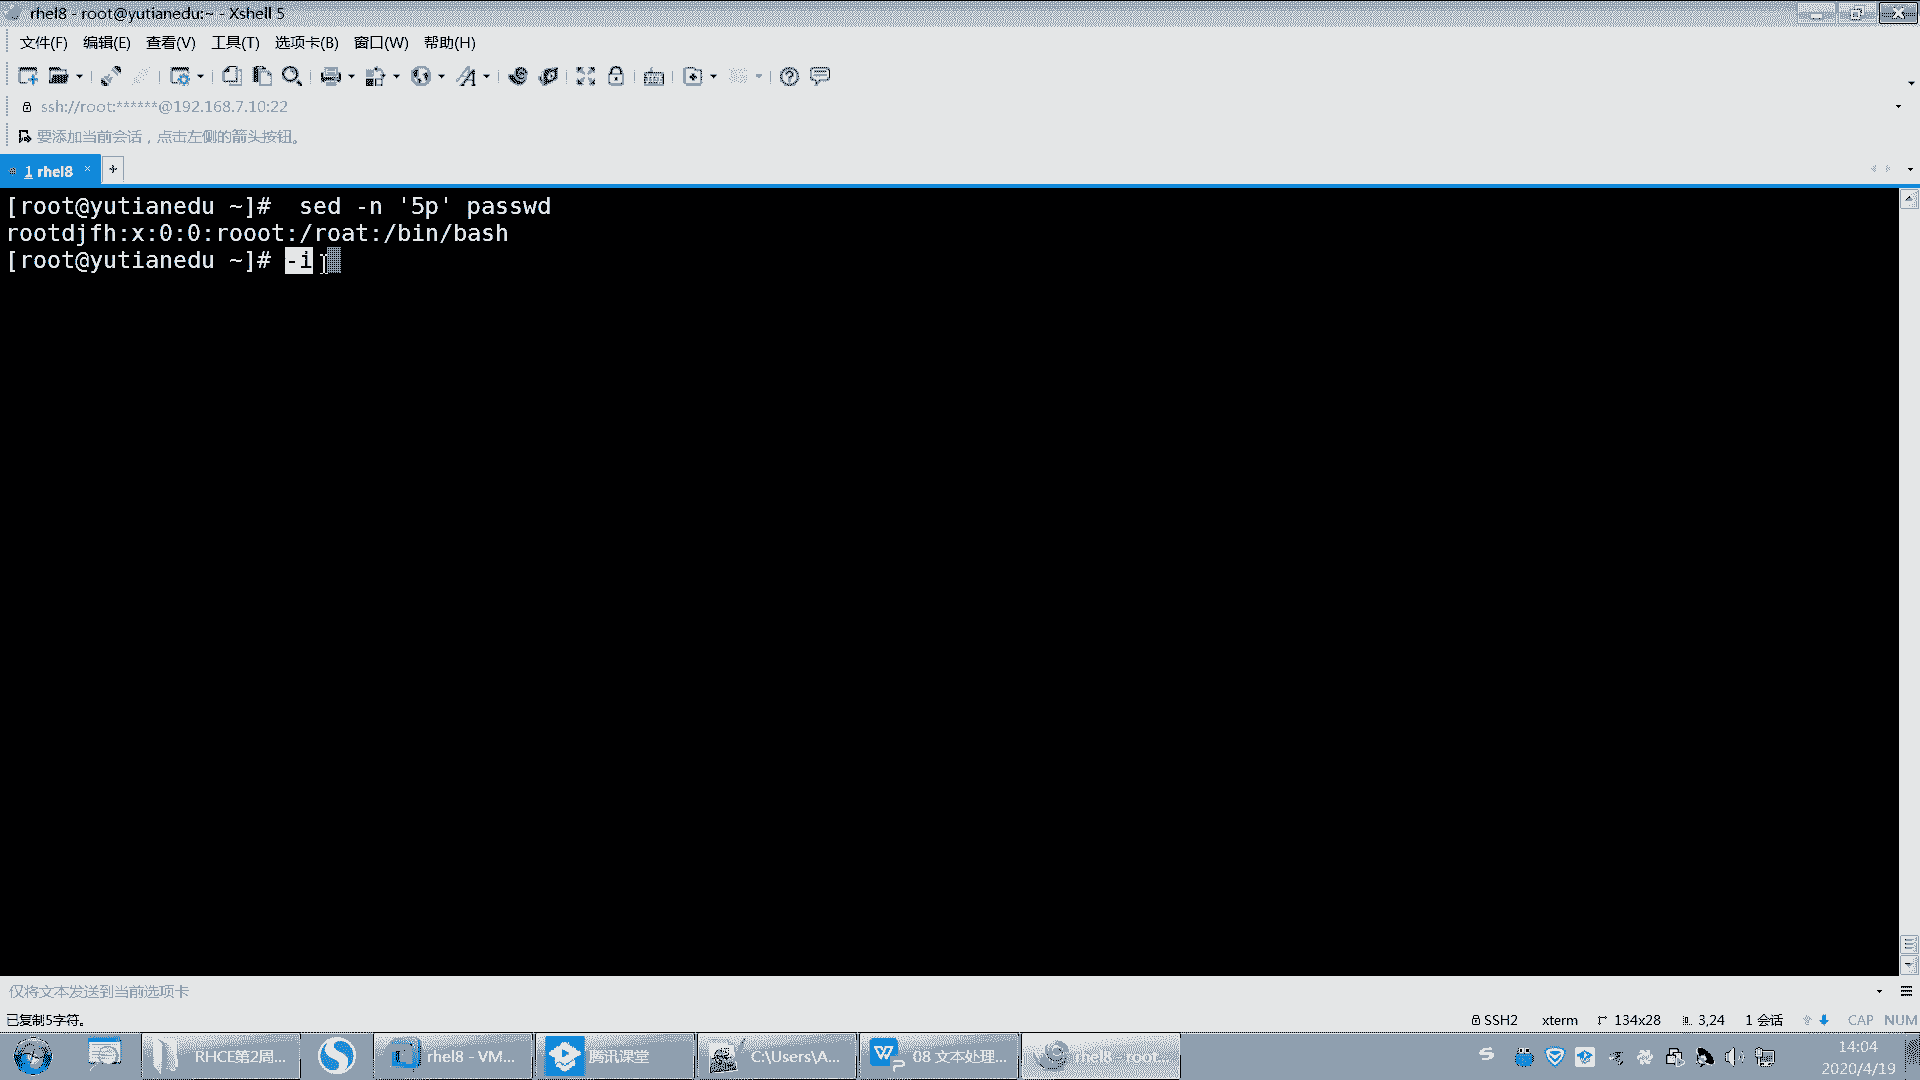 rhel8 - root@yutianedu:~ - Xshell 5
文件(F) 编辑(E) 查看(V) 工具(T) 选项卡(B) 窗口(W) 帮助(H)
ssh://root:******@192.168.7.10:22
要添加当前会话，点击左侧的箭头按钮。
1 rhel8 × +
[root@yutianedu ~]#  sed -n '5p' passwd
rootdjfh:x:0:0:rooot:/roat:/bin/bash
[root@yutianedu ~]# -i
仅将文本发送到当前选项卡
已复制5字符。 SSH2 xterm 134x28 3,24 1 会话 CAP NUM
RHCE第2周... rhel8 - VM... 腾讯课堂 C:\Users\A... 08 文本处理... rhel8 - root... 14:04
2020/4/19